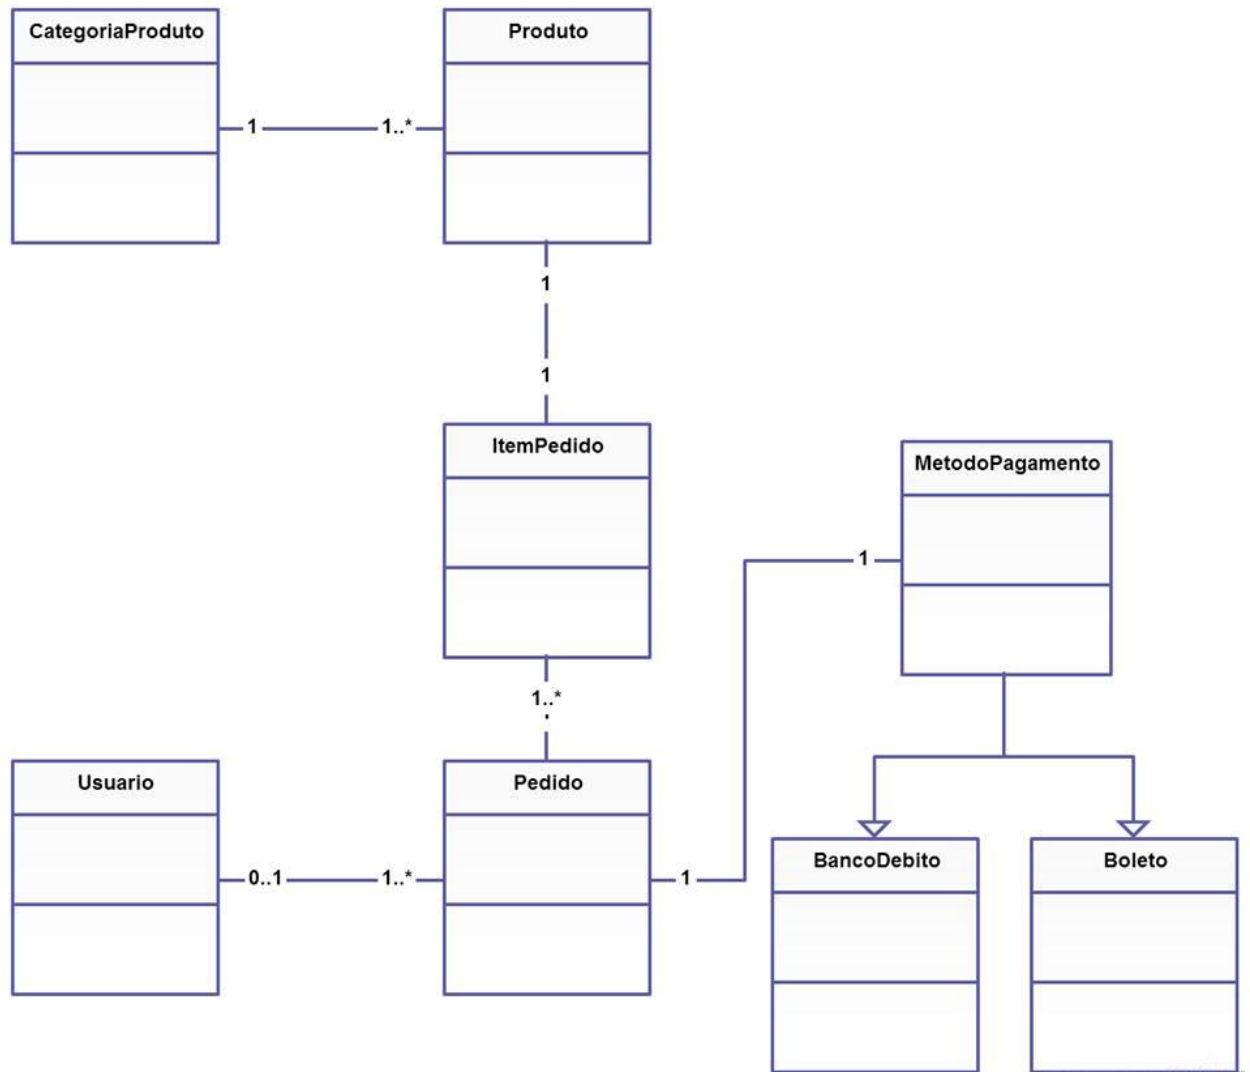 CategoriaProduto
Produto
1
1..*
1
1
ItemPedido
MetodoPagamento
1
1..*
Usuario
Pedido
BancoDebito
Boleto
0..1
1..*
1